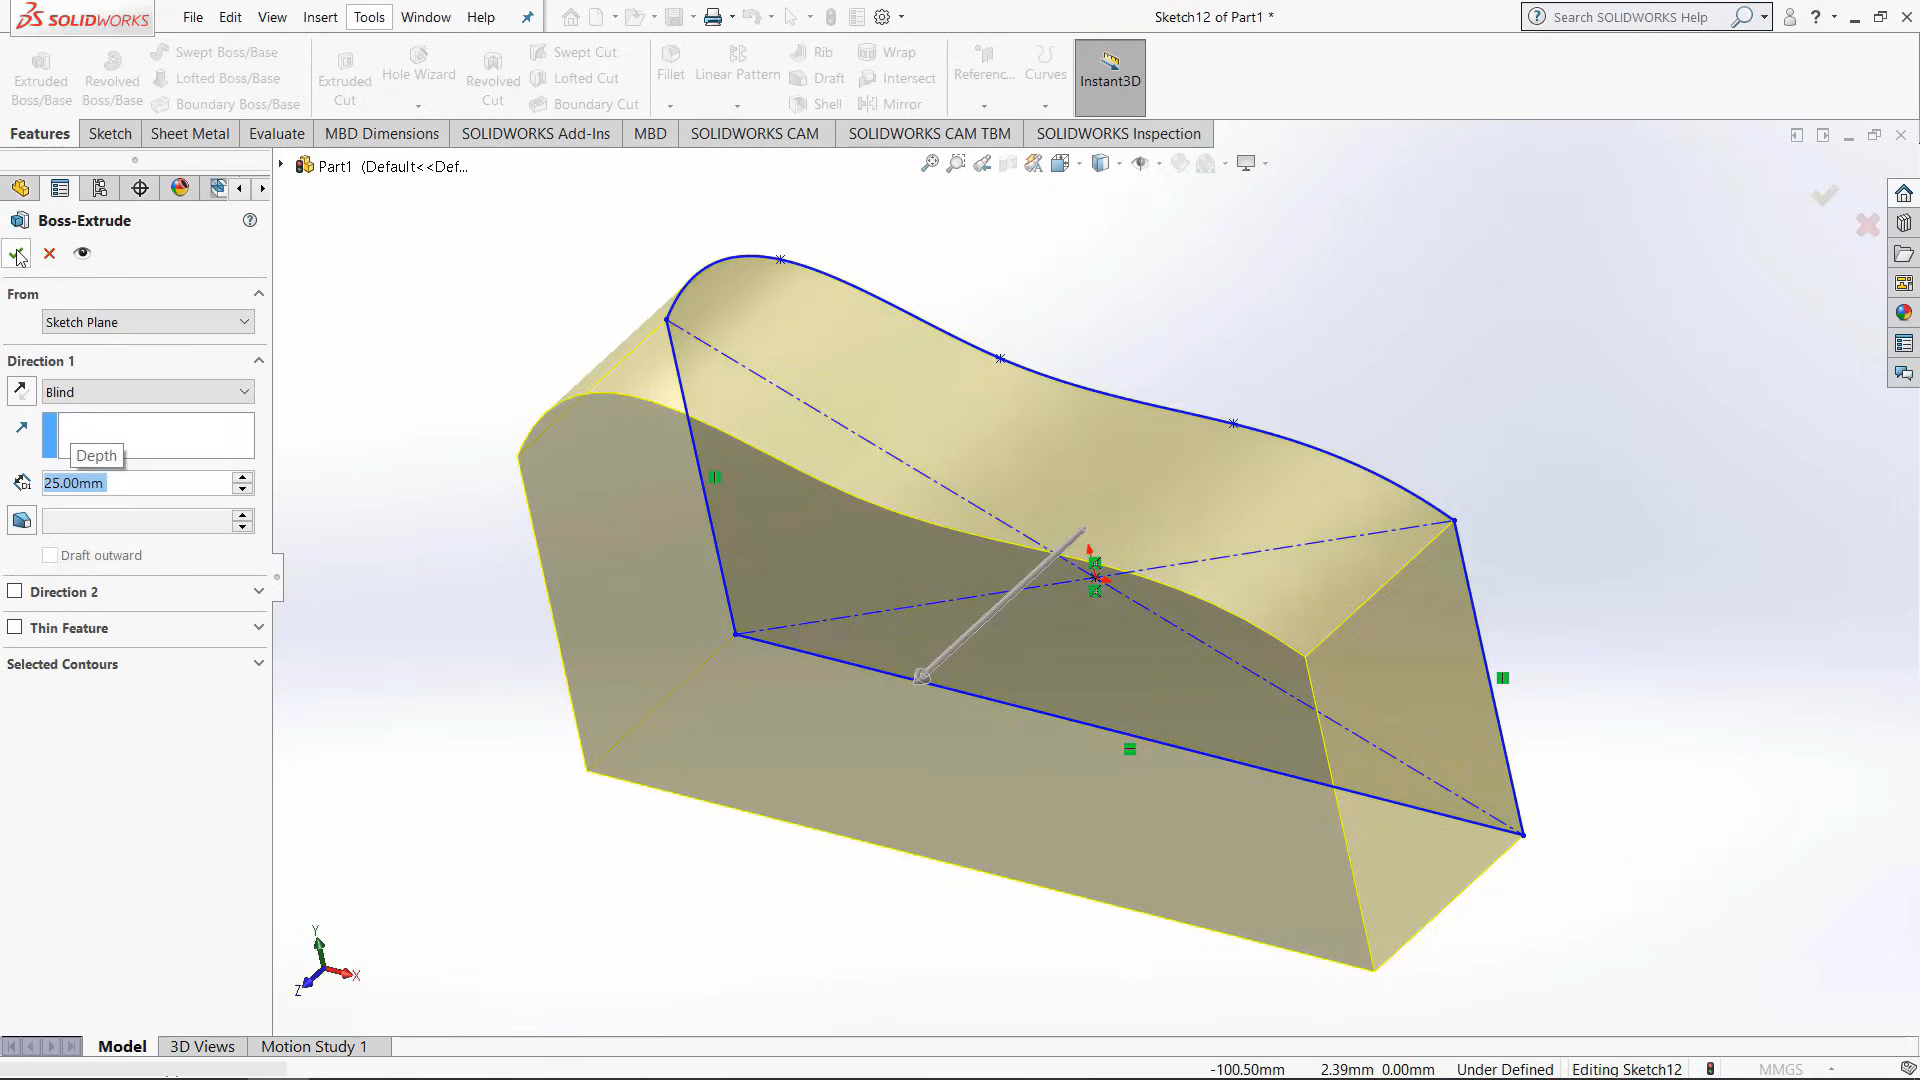 SOLIDWORKS File Edit View Insert Tools Window Help Sketch12 of Part1 * Search SOLIDWORKS Help ?
Extruded Boss/Base
Revolved Boss/Base
Swept Boss/Base
Lofted Boss/Base
Boundary Boss/Base
Extruded Cut
Hole Wizard
Revolved Cut
Swept Cut
Lofted Cut
Boundary Cut
Fillet
Linear Pattern
Rib
Draft
Shell
Wrap
Intersect
Mirror
Referenc...
Curves
Instant3D
Features Sketch Sheet Metal Evaluate MBD Dimensions SOLIDWORKS Add-Ins MBD SOLIDWORKS CAM SOLIDWORKS CAM TBM SOLIDWORKS Inspection
Part1 (Default<<Def...
Boss-Extrude
From
Sketch Plane
Direction 1
Blind
Depth
25.00mm
Draft outward
Direction 2
Thin Feature
Selected Contours
Y
X
Z
Model 3D Views Motion Study 1
-100.50mm 2.39mm 0.00mm Under Defined Editing Sketch12 MMGS